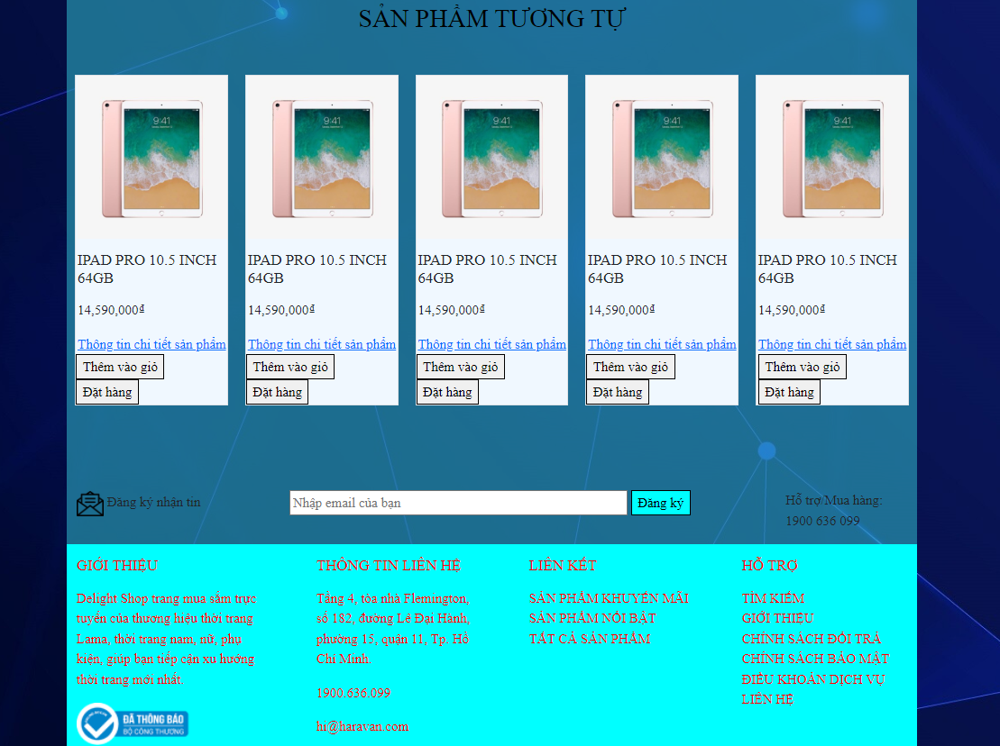 SẢN PHẨM TƯƠNG TỰ
9:41
9:41
9:41
9:41
9:41
IPAD PRO 10.5 INCH
64GB
14,590,000₫
Thông tin chi tiết sản phẩm
Thêm vào giỏ
Đặt hàng
IPAD PRO 10.5 INCH
64GB
14,590,000₫
Thông tin chi tiết sản phẩm
Thêm vào giỏ
Đặt hàng
IPAD PRO 10.5 INCH
64GB
14,590,000₫
Thông tin chi tiết sản phẩm
Thêm vào giỏ
Đặt hàng
IPAD PRO 10.5 INCH
64GB
14,590,000₫
Thông tin chi tiết sản phẩm
Thêm vào giỏ
Đặt hàng
IPAD PRO 10.5 INCH
64GB
14,590,000₫
Thông tin chi tiết sản phẩm
Thêm vào giỏ
Đặt hàng
Đăng ký nhận tin
Nhập email của bạn
Đăng ký
Hỗ trợ/Mua hàng:
1900 636 099
GIỚI THIỆU
Delight Shop trang mua sắm trực
tuyến của thương hiệu thời trang
Lama, thời trang nam, nữ, phụ
kiện, giúp bạn tiếp cận xu hướng
thời trang mới nhất.
ĐÃ THÔNG BÁO
BỘ CÔNG THƯƠNG
THÔNG TIN LIÊN HỆ
Tầng 4, tòa nhà Flemington,
số 182, đường Lê Đại Hành,
phường 15, quận 11, Tp. Hồ
Chí Minh.
1900.636.099
hi@haravan.com
LIÊN KẾT
SẢN PHẨM KHUYẾN MÃI
SẢN PHẨM NỔI BẬT
TẤT CẢ SẢN PHẨM
HỖ TRỢ
TÌM KIẾM
GIỚI THIỆU
CHÍNH SÁCH ĐỔI TRẢ
CHÍNH SÁCH BẢO MẬT
ĐIỀU KHOẢN DỊCH VỤ
LIÊN HỆ